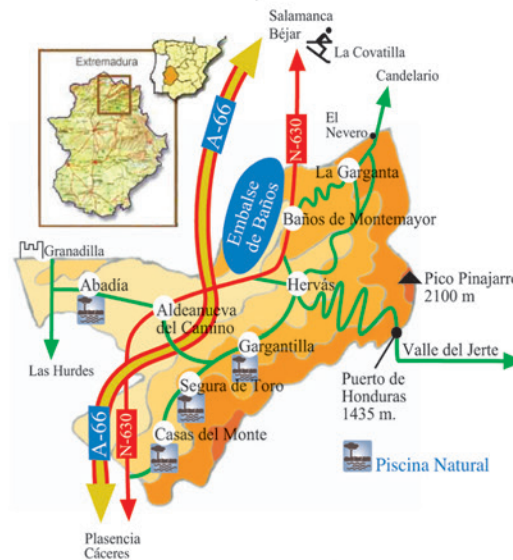 Salamanca
Béjar
La Covatilla
Extremadura
Candelario
A-66
N-630
El
Nevero
La Garganta
Embalse
de Baños
Baños de Montemayor
Granadilla
Abadía
Hervás
Pico Pinajarro
2100 m
Aldeanueva
del Camino
Gargantilla
Valle del Jerte
Las Hurdes
Segura de Toro
Puerto de
Honduras
1435 m.
Casas del Monte
A-66
N-630
Piscina Natural
Plasencia
Cáceres